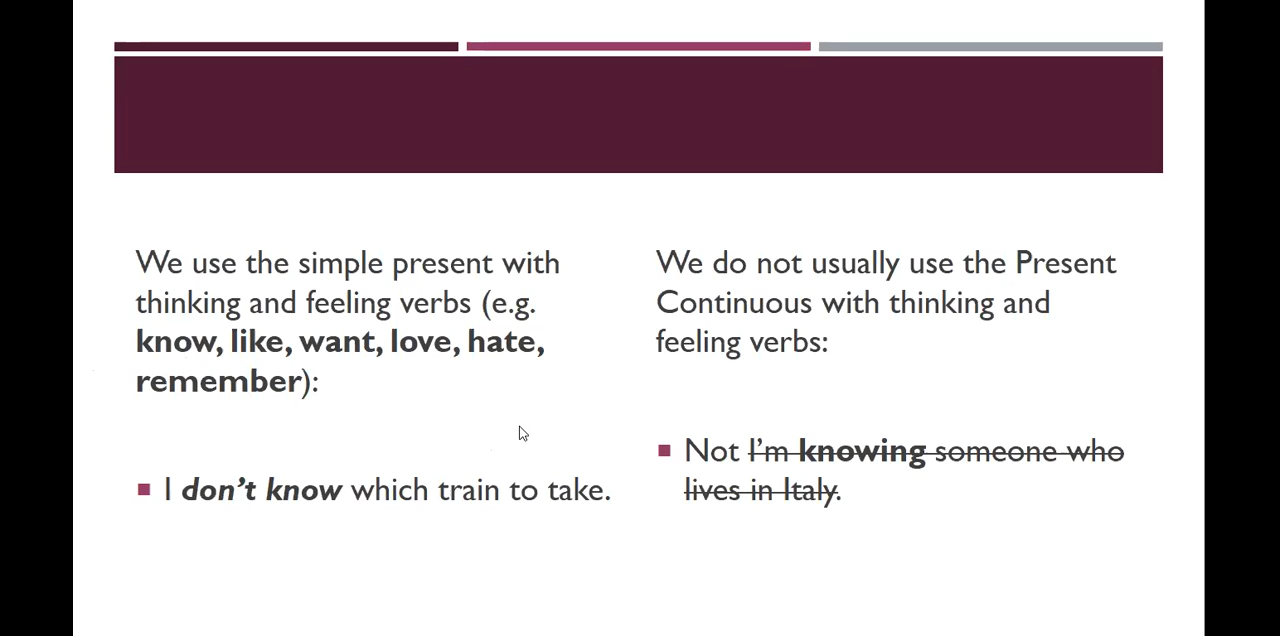 We use the simple present with
thinking and feeling verbs (e.g.
know, like, want, love, hate,
remember):
I don’t know which train to take.
We do not usually use the Present
Continuous with thinking and
feeling verbs:
Not I’m knowing someone who
lives in Italy.